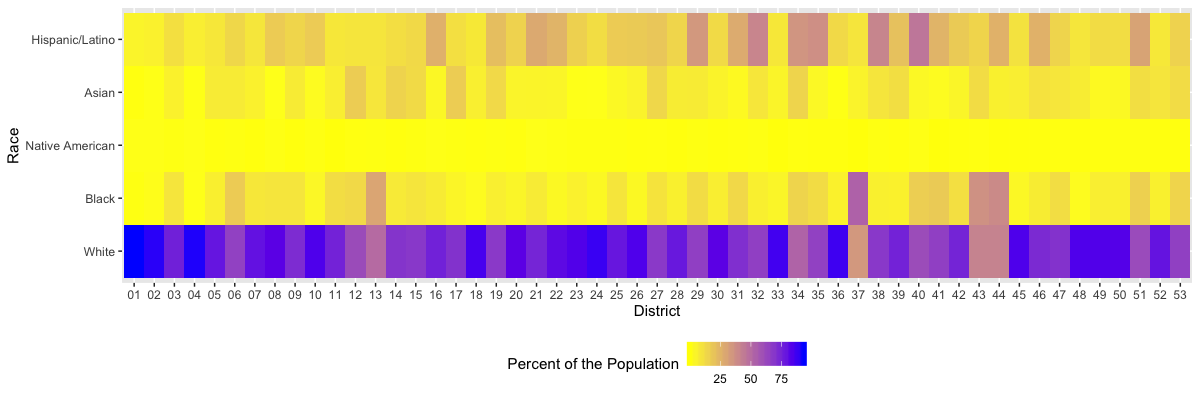 Race
Hispanic/Latino
Asian
Native American
Black
White
01 02 03 04 05 06 07 08 09 10 11 12 13 14 15 16 17 18 19 20 21 22 23 24 25 26 27 28 29 30 31 32 33 34 35 36 37 38 39 40 41 42 43 44 45 46 47 48 49 50 51 52 53
District
Percent of the Population
25 50 75